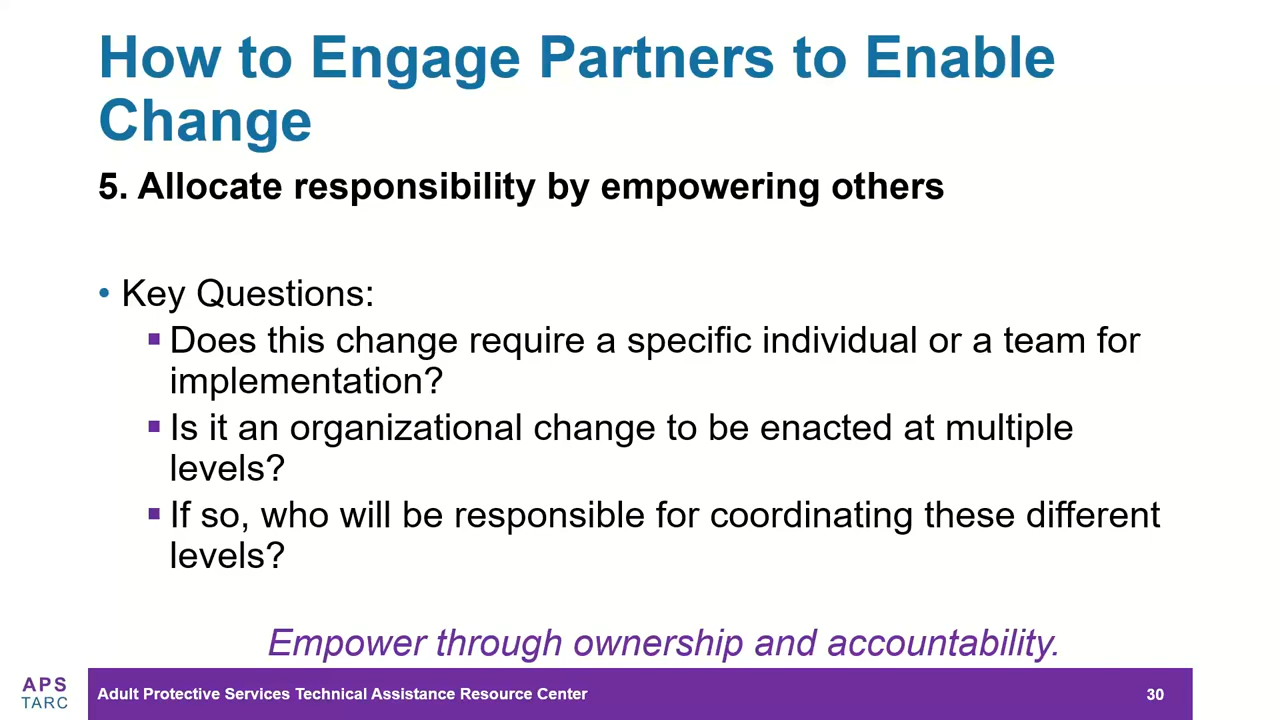 How to Engage Partners to Enable
Change
5. Allocate responsibility by empowering others
• Key Questions:
▪ Does this change require a specific individual or a team for
implementation?
▪ Is it an organizational change to be enacted at multiple
levels?
▪ If so, who will be responsible for coordinating these different
levels?
Empower through ownership and accountability.
APS
TARC
Adult Protective Services Technical Assistance Resource Center
30